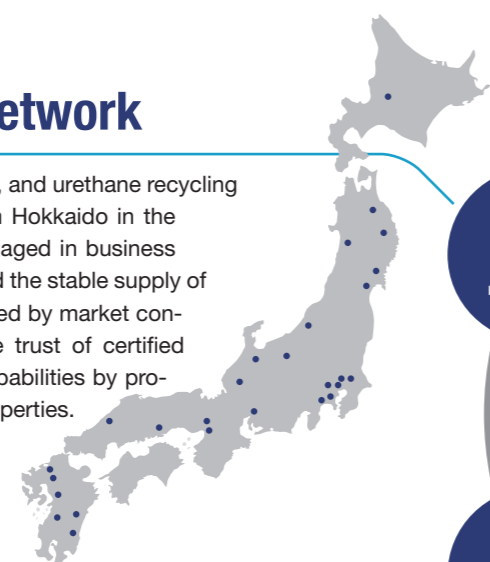 etwork
, and urethane recycling
Hokkaido in the
aged in business
the stable supply of
ed by market con-
trust of certified
pabilities by pro-
perties.